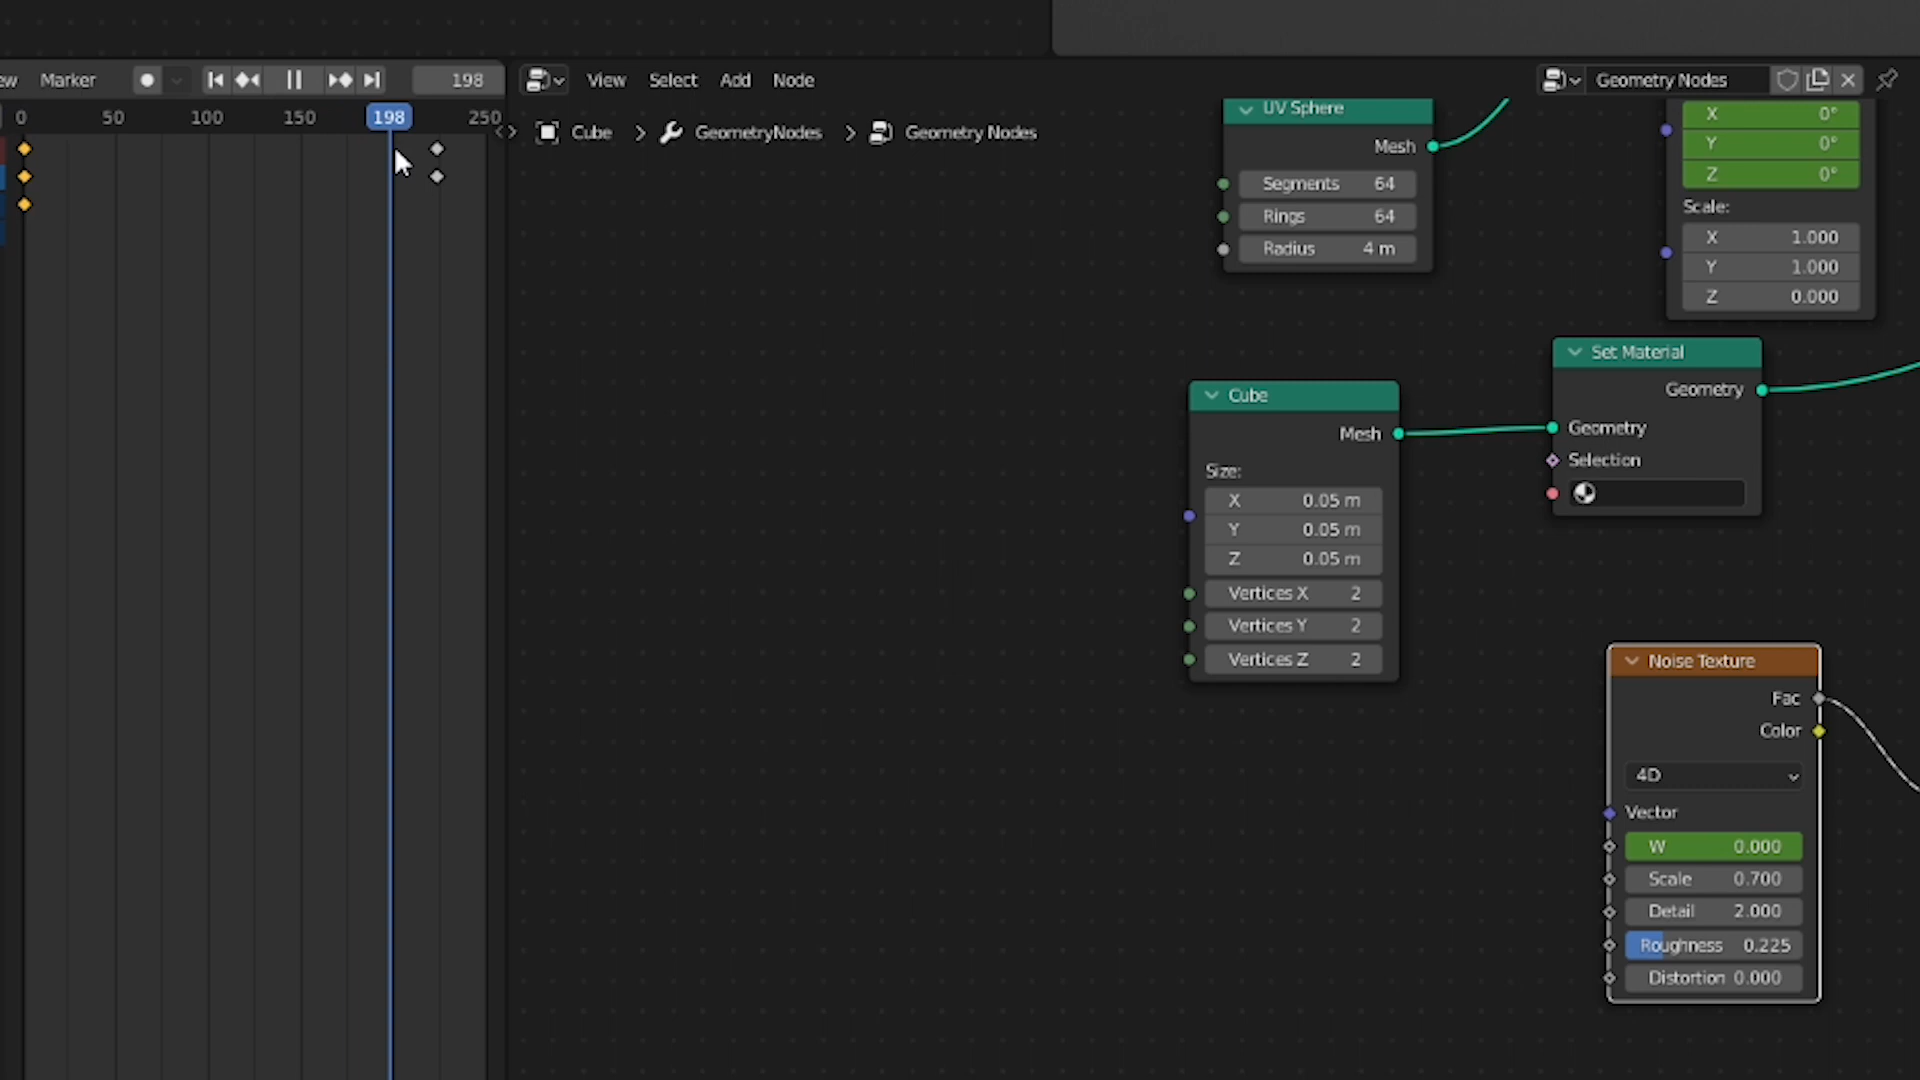 ew Marker 198 View Select Add Node Geometry Nodes
0 50 100 150 198 250
Cube > GeometryNodes > Geometry Nodes
UV Sphere
Mesh
Segments 64
Rings 64
Radius 4 m
X 0°
Y 0°
Z 0°
Scale:
X 1.000
Y 1.000
Z 0.000
Set Material
Geometry
Geometry
Selection
Cube
Mesh
Size:
X 0.05 m
Y 0.05 m
Z 0.05 m
Vertices X 2
Vertices Y 2
Vertices Z 2
Noise Texture
Fac
Color
4D
Vector
W 0.000
Scale 0.700
Detail 2.000
Roughness 0.225
Distortion 0.000